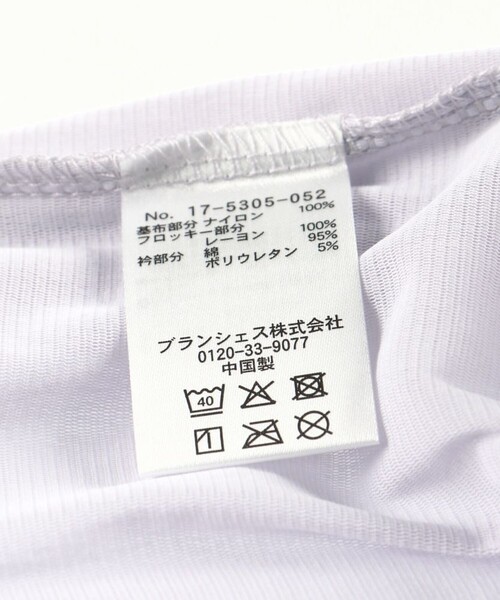 No. 17-5305-052
基布部分 ナイロン 100%
フロッキー部分
レーヨン 100%
衿部分 綿 95%
ポリウレタン 5%
ブランシェス株式会社
0120-33-9077
中国製
40